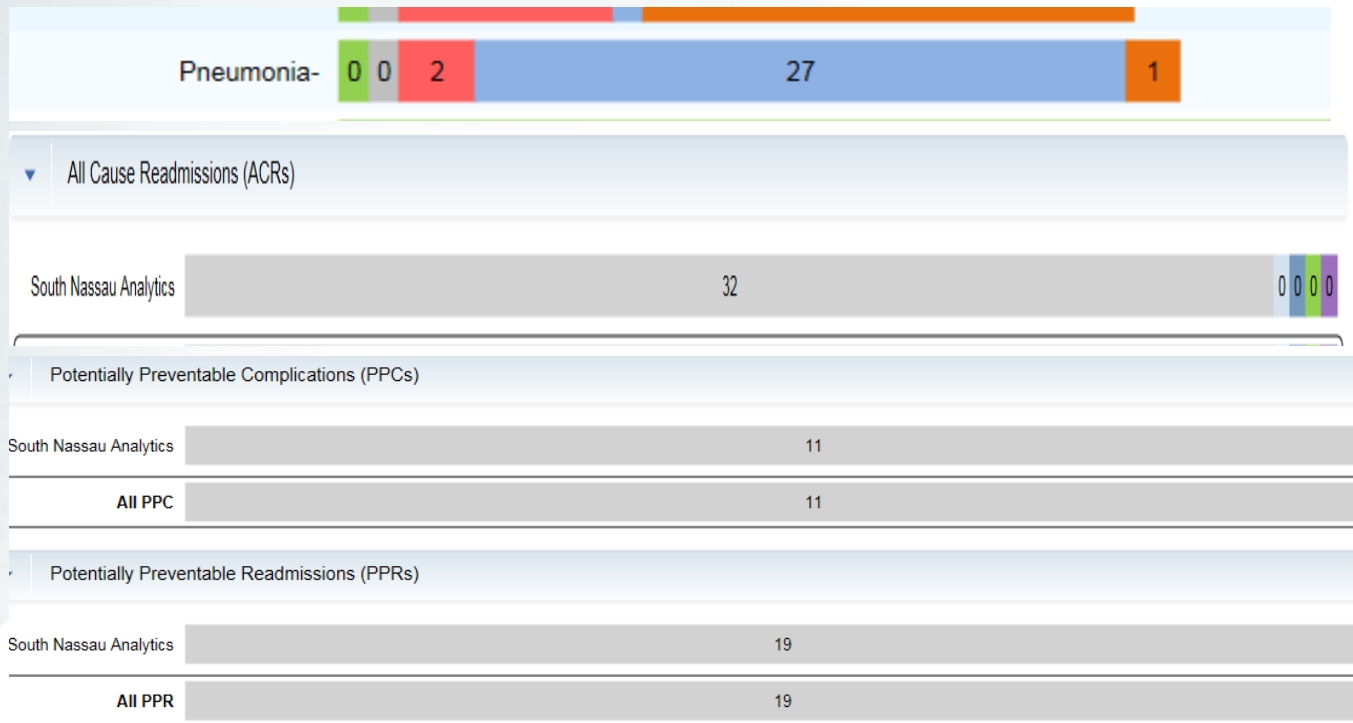 Pneumonia- 0 0 2 27 1
All Cause Readmissions (ACRs)
South Nassau Analytics 32 0 0 0 0
Potentially Preventable Complications (PPCs)
South Nassau Analytics 11
All PPC 11
Potentially Preventable Readmissions (PPRs)
South Nassau Analytics 19
All PPR 19